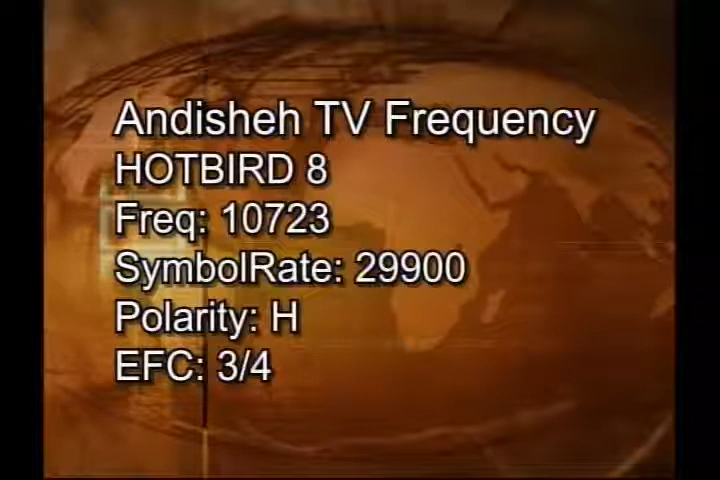 Andisheh TV Frequency
HOTBIRD 8
Freq: 10723
SymbolRate: 29900
Polarity: H
EFC: 3/4